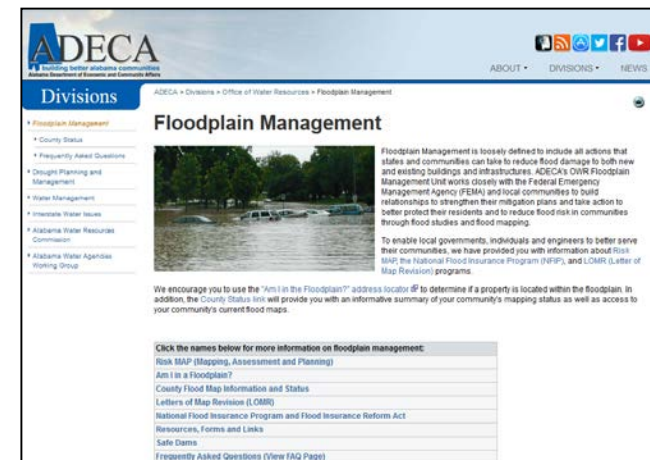 ADECA
building better alabama communities
Alabama Department of Economic and Community Affairs
ABOUT
DIVISIONS
NEWS
Divisions
ADECA » Divisions » Office of Water Resources » Floodplain Management
Floodplain Management
County Status
Frequently Asked Questions
Drought Planning and
Management
Water Management
Interstate Water Issues
Alabama Water Resources
Commission
Alabama Water Agencies
Working Group
Floodplain Management
Floodplain Management is loosely defined to include all actions that
states and communities can take to reduce flood damage to both new
and existing buildings and infrastructures. ADECA's OWR Floodplain
Management Unit works closely with the Federal Emergency
Management Agency (FEMA) and local communities to build
relationships to strengthen their mitigation plans and take action to
better protect their residents and to reduce flood risk in communities
through flood studies and flood mapping.
To enable local governments, individuals and engineers to better serve
their communities, we have provided you with information about Risk
MAP, the National Flood Insurance Program (NFIP), and LOMR (Letter of
Map Revision) programs.
We encourage you to use the "Am I in the Floodplain?" address locator to determine if a property is located within the floodplain. In
addition, the County Status link will provide you with an informative summary of your community's mapping status as well as access to
your community's current flood maps.
Click the names below for more information on floodplain management:
Risk MAP (Mapping, Assessment and Planning)
Am I in a Floodplain?
County Flood Map Information and Status
Letters of Map Revision (LOMR)
National Flood Insurance Program and Flood Insurance Reform Act
Resources, Forms and Links
Safe Dams
Frequently Asked Questions (View FAQ Page)